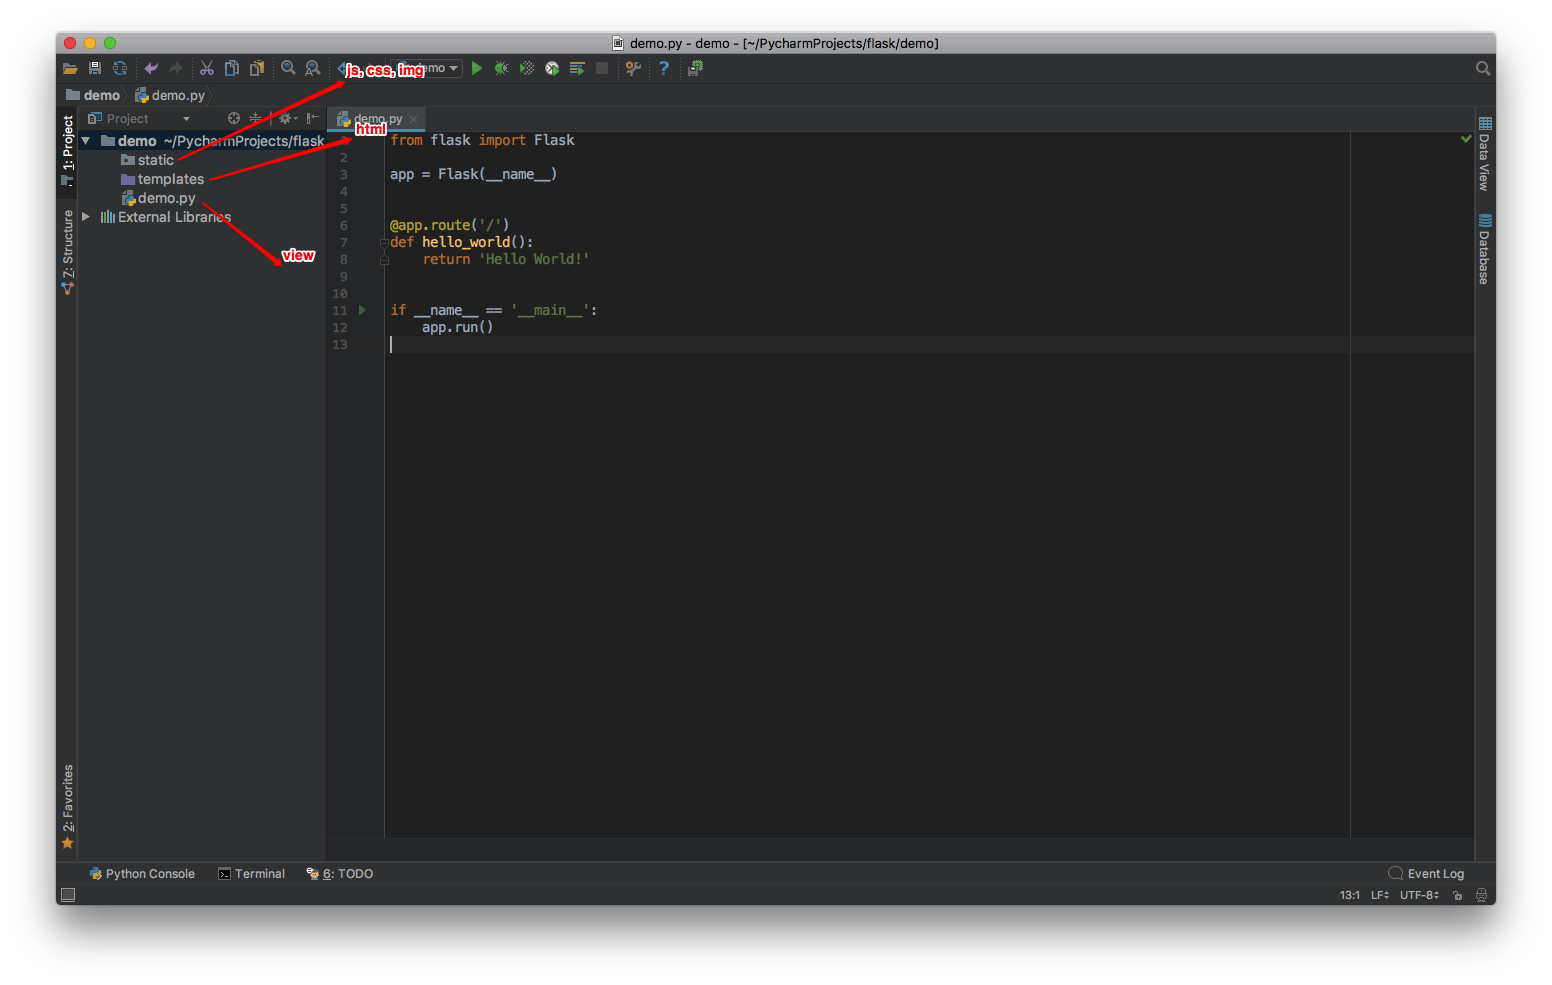 demo.py - demo - [~/PycharmProjects/flask/demo]
js, css, img
demo
demo.py
Project
demo.py
html
1: Project
demo ~/PycharmProjects/flask
static
templates
demo.py
External Libraries
view
7: Structure
2: Favorites
from flask import Flask
2
3 app = Flask(__name__)
4
5
6 @app.route('/')
7 def hello_world():
8 return 'Hello World!'
9
10
11 if __name__ == '__main__':
12 app.run()
13
Data View
Database
Python Console
Terminal
6: TODO
Event Log
13:1 LF UTF-8